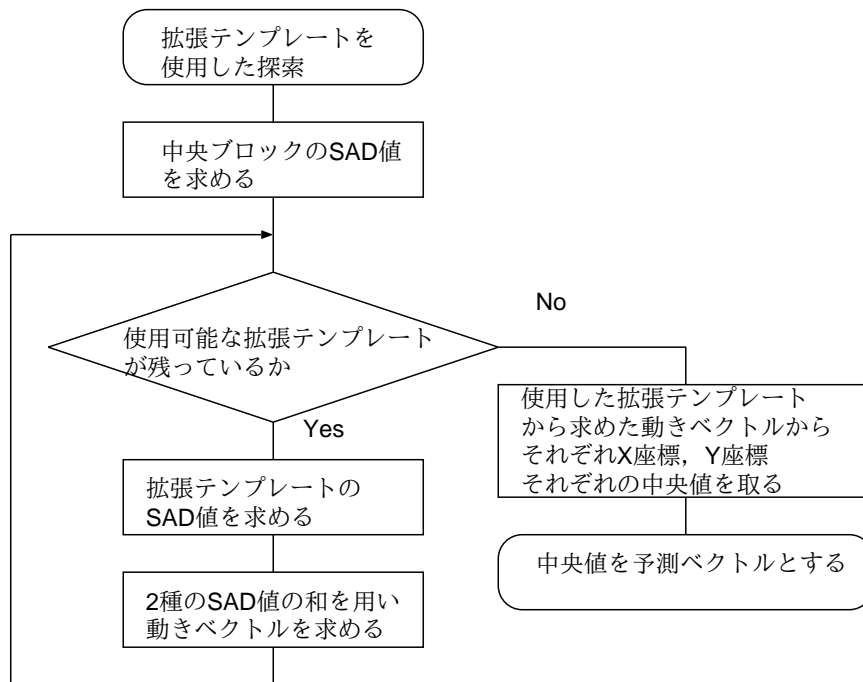 拡張テンプレートを
使用した探索
中央ブロックのSAD値
を求める
使用可能な拡張テンプレート
が残っているか
No
Yes
拡張テンプレートの
SAD値を求める
2種のSAD値の和を用い
動きベクトルを求める
使用した拡張テンプレート
から求めた動きベクトルから
それぞれX座標，Y座標
それぞれの中央値を取る
中央値を予測ベクトルとする